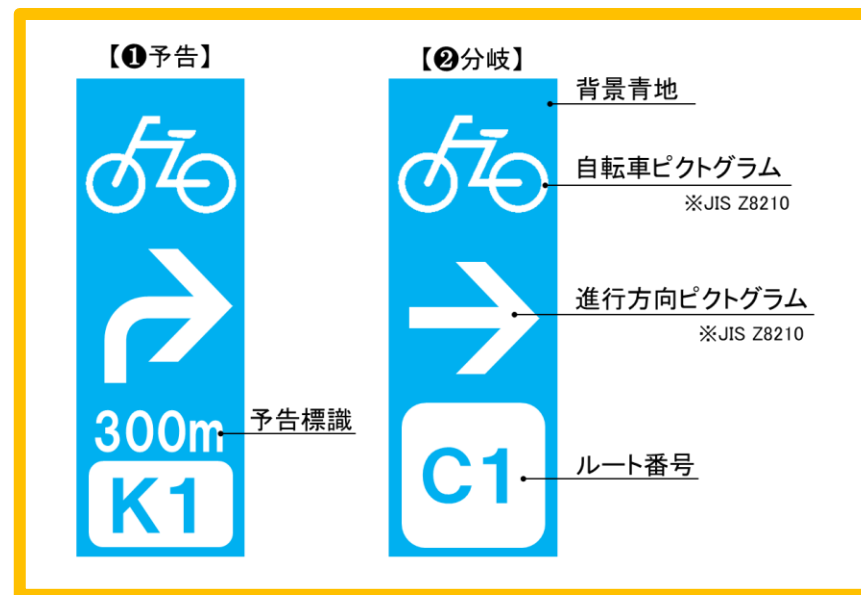 【❶予告】
【❷分岐】
背景青地
自転車ピクトグラム
※JIS Z8210
進行方向ピクトグラム
※JIS Z8210
300m
予告標識
K1
C1
ルート番号